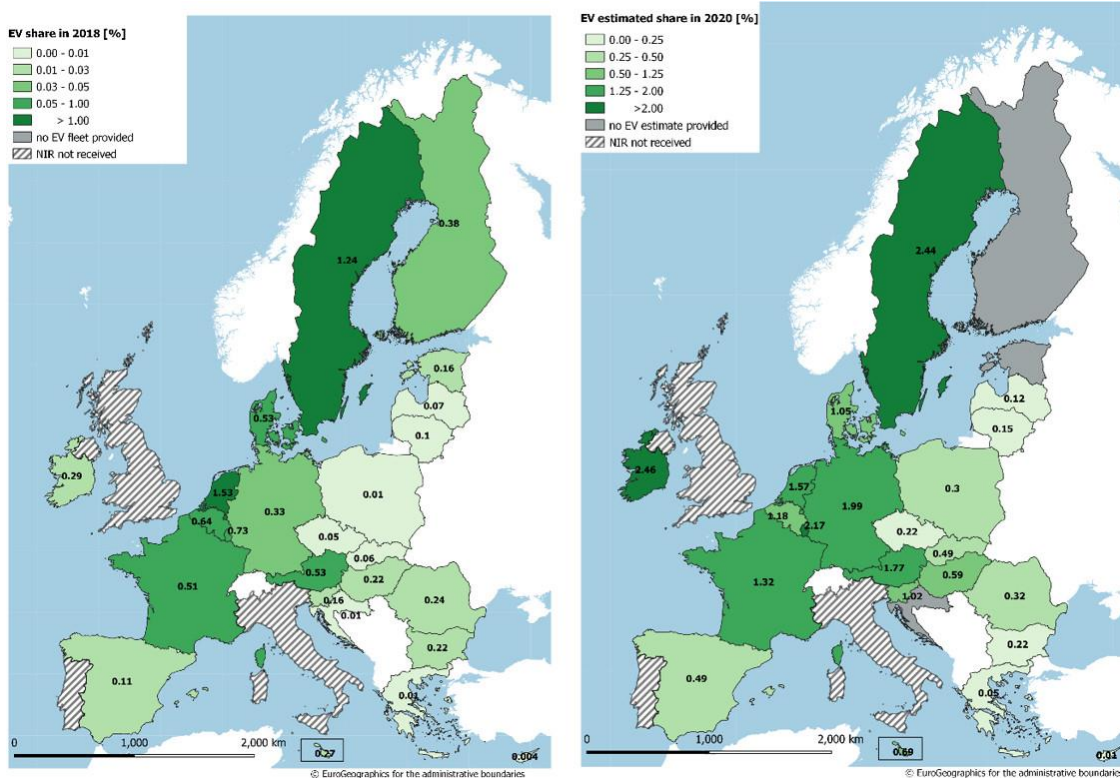 EV share in 2018 [%]
0.00 - 0.01
0.01 - 0.03
0.03 - 0.05
0.05 - 1.00
> 1.00
no EV fleet provided
NIR not received
0.38
1.24
0.16
0.07
0.1
0.53
0.29
1.53
0.01
0.64
0.33
0.73
0.05
0.06
0.53
0.51
0.22
0.16
0.24
0.01
0.22
0.11
0.01
0
1,000
2,000 km
0.27
0.004
© EuroGeographics for the administrative boundaries
EV estimated share in 2020 [%]
0.00 - 0.25
0.25 - 0.50
0.50 - 1.25
1.25 - 2.00
>2.00
no EV estimate provided
NIR not received
2.44
0.12
1.05
0.15
2.46
1.57
0.3
1.99
1.18
2.17
0.22
0.49
1.77
1.32
0.59
1.02
0.32
0.22
0.49
0.05
0
1,000
2,000 km
0.69
0.01
© EuroGeographics for the administrative boundaries